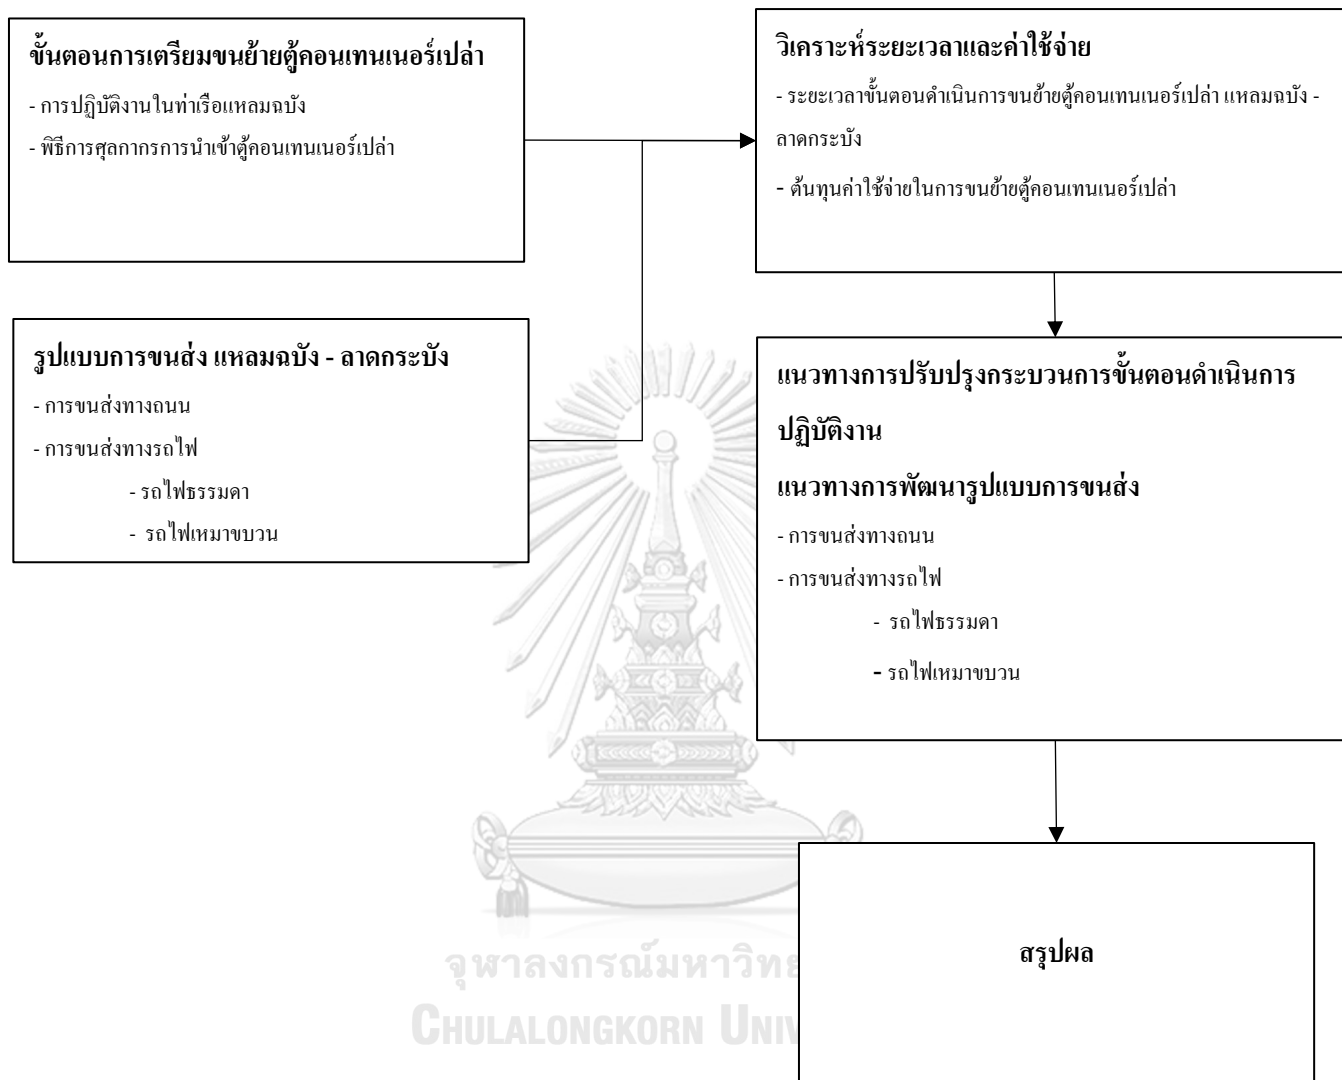 ขั้นตอนการเตรียมขนย้ายตู้คอนเทนเนอร์เปล่า
- การปฏิบัติงานในท่าเรือแหลมฉบัง
- พิธีการศุลกากรการนำเข้าตู้คอนเทนเนอร์เปล่า
รูปแบบการขนส่ง แหลมฉบัง - ลาดกระบัง
- การขนส่งทางถนน
- การขนส่งทางรถไฟ
- รถไฟธรรมดา
- รถไฟเหมาขบวน
วิเคราะห์ระยะเวลาและค่าใช้จ่าย
- ระยะเวลาขั้นตอนดำเนินการขนย้ายตู้คอนเทนเนอร์เปล่า แหลมฉบัง -
ลาดกระบัง
- ต้นทุนค่าใช้จ่ายในการขนย้ายตู้คอนเทนเนอร์เปล่า
แนวทางการปรับปรุงกระบวนการขั้นตอนดำเนินการ
ปฏิบัติงาน
แนวทางการพัฒนารูปแบบการขนส่ง
- การขนส่งทางถนน
- การขนส่งทางรถไฟ
- รถไฟธรรมดา
- รถไฟเหมาขบวน
สรุปผล
จุฬาลงกรณ์มหาวิทย
CHULALONGKORN UNIV